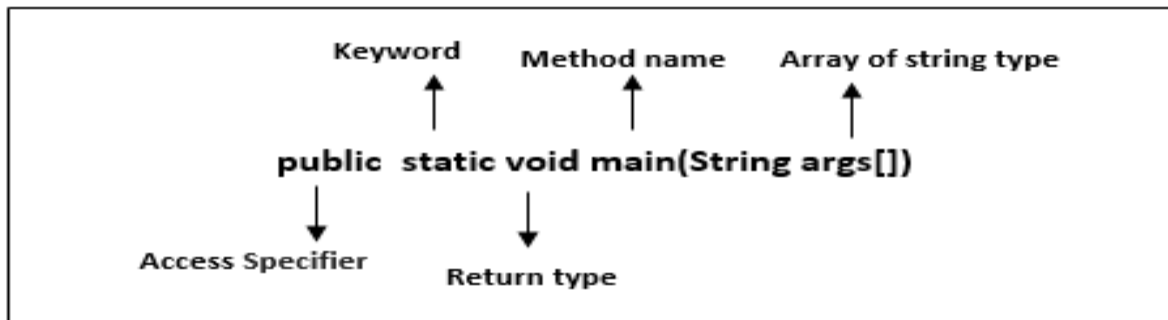 Keyword
Method name
Array of string type
public static void main(String args[])
Access Specifier
Return type